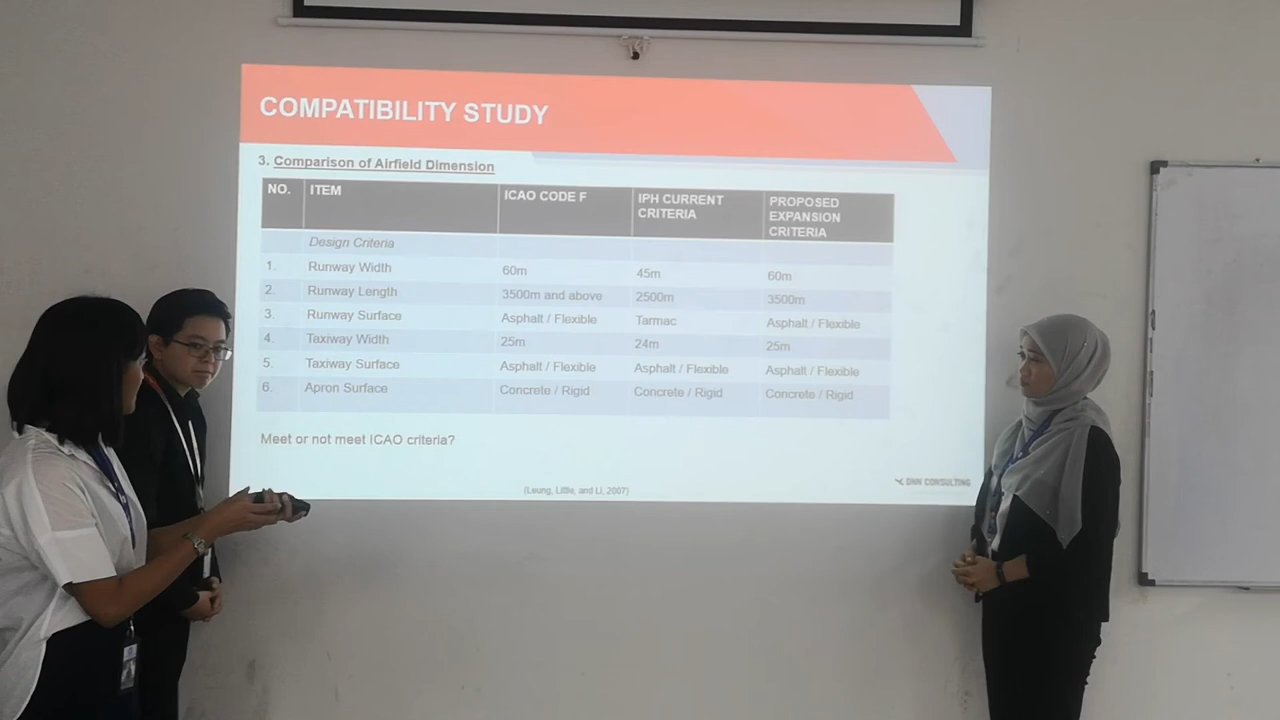 COMPATIBILITY STUDY
3. Comparison of Airfield Dimension
NO. ITEM ICAO CODE F IPH CURRENT CRITERIA PROPOSED EXPANSION CRITERIA
Design Criteria
1. Runway Width 60m 45m 60m
2. Runway Length 3500m and above 2500m 3500m
3. Runway Surface Asphalt / Flexible Tarmac Asphalt / Flexible
4. Taxiway Width 25m 24m 25m
5. Taxiway Surface Asphalt / Flexible Asphalt / Flexible Asphalt / Flexible
6. Apron Surface Concrete / Rigid Concrete / Rigid Concrete / Rigid
Meet or not meet ICAO criteria?
(Leung, Little, and Li, 2007)
DNN CONSULTING